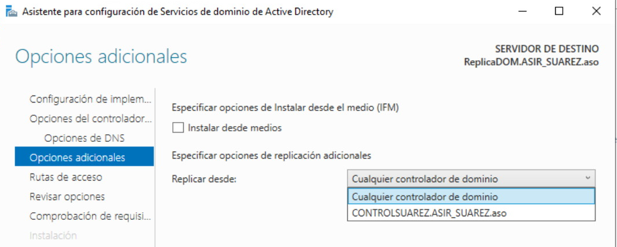 Asistente para configuración de Servicios de dominio de Active Directory
Opciones adicionales
SERVIDOR DE DESTINO
ReplicaDOM.ASIR_SUAREZ.aso
Configuración de implem...
Opciones del controlador...
Opciones de DNS
Opciones adicionales
Rutas de acceso
Revisar opciones
Comprobación de requisi...
Instalación
Especificar opciones de Instalar desde el medio (IFM)
Instalar desde medios
Especificar opciones de replicación adicionales
Replicar desde:
Cualquier controlador de dominio
Cualquier controlador de dominio
CONTROLSUAREZ.ASIR_SUAREZ.aso